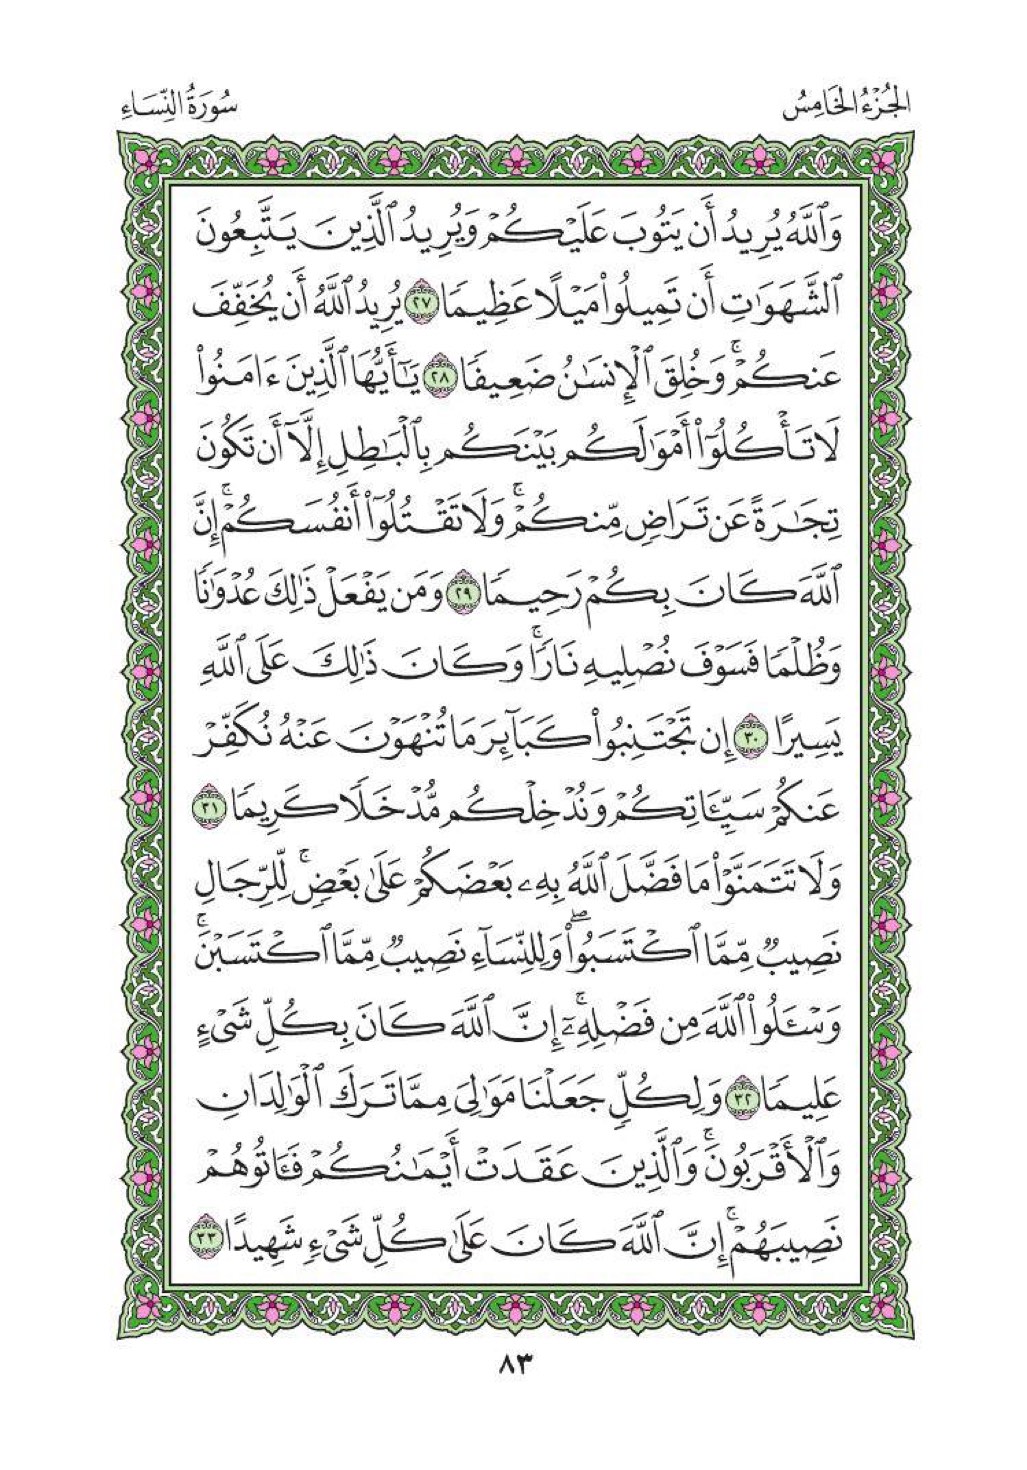 الجُزْءُ الخَامِسُ
سُورَةُ النِّسَاءِ
وَٱللَّهُ يُرِيدُ أَن يَتُوبَ عَلَيْكُمْ وَيُرِيدُ ٱلَّذِينَ يَتَّبِعُونَ
ٱلشَّهَوَٰتِ أَن تَمِيلُوا۟ مَيْلًا عَظِيمًا ٢٧ يُرِيدُ ٱللَّهُ أَن يُخَفِّفَ
عَنكُمْ ۚ وَخُلِقَ ٱلْإِنسَٰنُ ضَعِيفًا ٢٨ يَٰٓأَيُّهَا ٱلَّذِينَ ءَامَنُوا۟
لَا تَأْكُلُوٓا۟ أَمْوَٰلَكُم بَيْنَكُم بِٱلْبَٰطِلِ إِلَّآ أَن تَكُونَ
تِجَٰرَةً عَن تَرَاضٍ مِّنكُمْ ۚ وَلَا تَقْتُلُوٓا۟ أَنفُسَكُمْ ۚ إِنَّ
ٱللَّهَ كَانَ بِكُمْ رَحِيمًا ٢٩ وَمَن يَفْعَلْ ذَٰلِكَ عُدْوَٰنًا
وَظُلْمًا فَسَوْفَ نُصْلِيهِ نَارًا ۚ وَكَانَ ذَٰلِكَ عَلَى ٱللَّهِ
يَسِيرًا ٣٠ إِن تَجْتَنِبُوا۟ كَبَآئِرَ مَا تُنْهَوْنَ عَنْهُ نُكَفِّرْ
عَنكُمْ سَيِّـَٔاتِكُمْ وَنُدْخِلْكُم مُّدْخَلًا كَرِيمًا ٣١
وَلَا تَتَمَنَّوْا۟ مَا فَضَّلَ ٱللَّهُ بِهِۦ بَعْضَكُمْ عَلَىٰ بَعْضٍ ۚ لِّلرِّجَالِ
نَصِيبٌ مِّمَّا ٱكْتَسَبُوا۟ ۖ وَلِلنِّسَآءِ نَصِيبٌ مِّمَّا ٱكْتَسَبْنَ ۚ
وَسْـَٔلُوا۟ ٱللَّهَ مِن فَضْلِهِۦٓ ۚ إِنَّ ٱللَّهَ كَانَ بِكُلِّ شَىْءٍ
عَلِيمًا ٣٢ وَلِكُلٍّ جَعَلْنَا مَوَٰلِىَ مِمَّا تَرَكَ ٱلْوَٰلِدَانِ
وَٱلْأَقْرَبُونَ ۚ وَٱلَّذِينَ عَقَدَتْ أَيْمَٰنُكُمْ فَـَٔاتُوهُمْ
نَصِيبَهُمْ ۚ إِنَّ ٱللَّهَ كَانَ عَلَىٰ كُلِّ شَىْءٍ شَهِيدًا ٣٣
٨٣